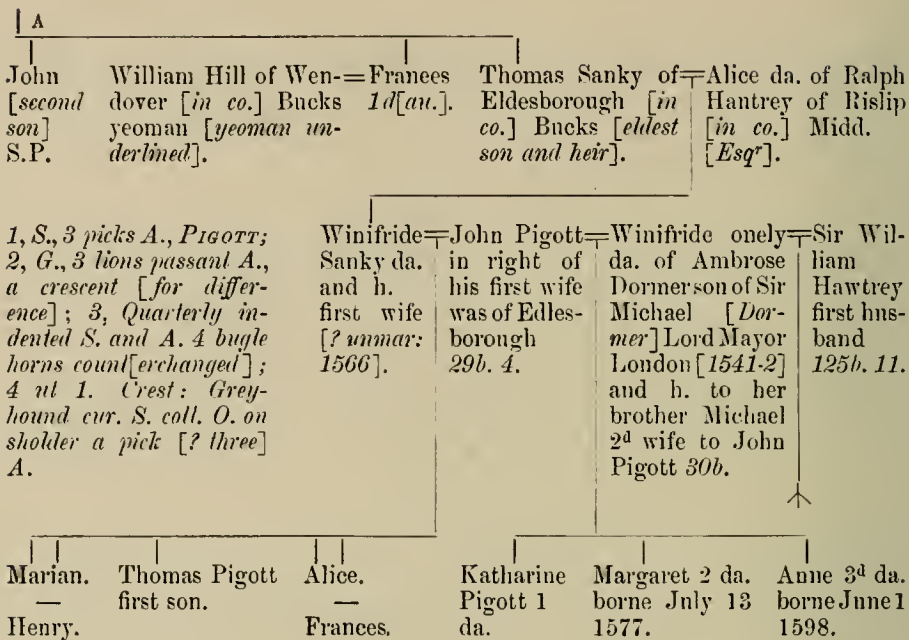 A
John
[second
son]
S.P.
William Hill of Wen-
dover [in co.] Bucks
yeoman [yeoman un-
derlined].
=Frances
1d[au.].
Thomas Sanky of
Eldesborough [in
co.] Bucks [eldest
son and heir].
=Alice da. of Ralph
Hantrey of Rislip
[in co.] Midd.
[Esqr].
1, S., 3 picks A., PIGOTT;
2, G., 3 lions passant A.,
a crescent [for differ-
ence]; 3, Quarterly in-
dented S. and A. 4 bugle
horns count[erchanged];
4 ut 1. Crest: Grey-
hound cur. S. coll. O. on
sholder a pick [? three]
A.
Winifride
Sanky da.
and h.
first wife
[? unmar:
1566].
=John Pigott
in right of
his first wife
was of Edles-
borough
29b. 4.
=Winifride onely
da. of Ambrose
Dormer son of Sir
Michael [Dor-
mer] Lord Mayor
London [1541-2]
and h. to her
brother Michael
2d wife to John
Pigott 30b.
=Sir Wil-
liam
Hawtrey
first hus-
band
125b. 11.
Marian.
—
Henry.
Thomas Pigott
first son.
Alice.
—
Frances.
Katharine
Pigott 1
da.
Margaret 2 da.
borne July 13
1577.
Anne 3d da.
borne June 1
1598.